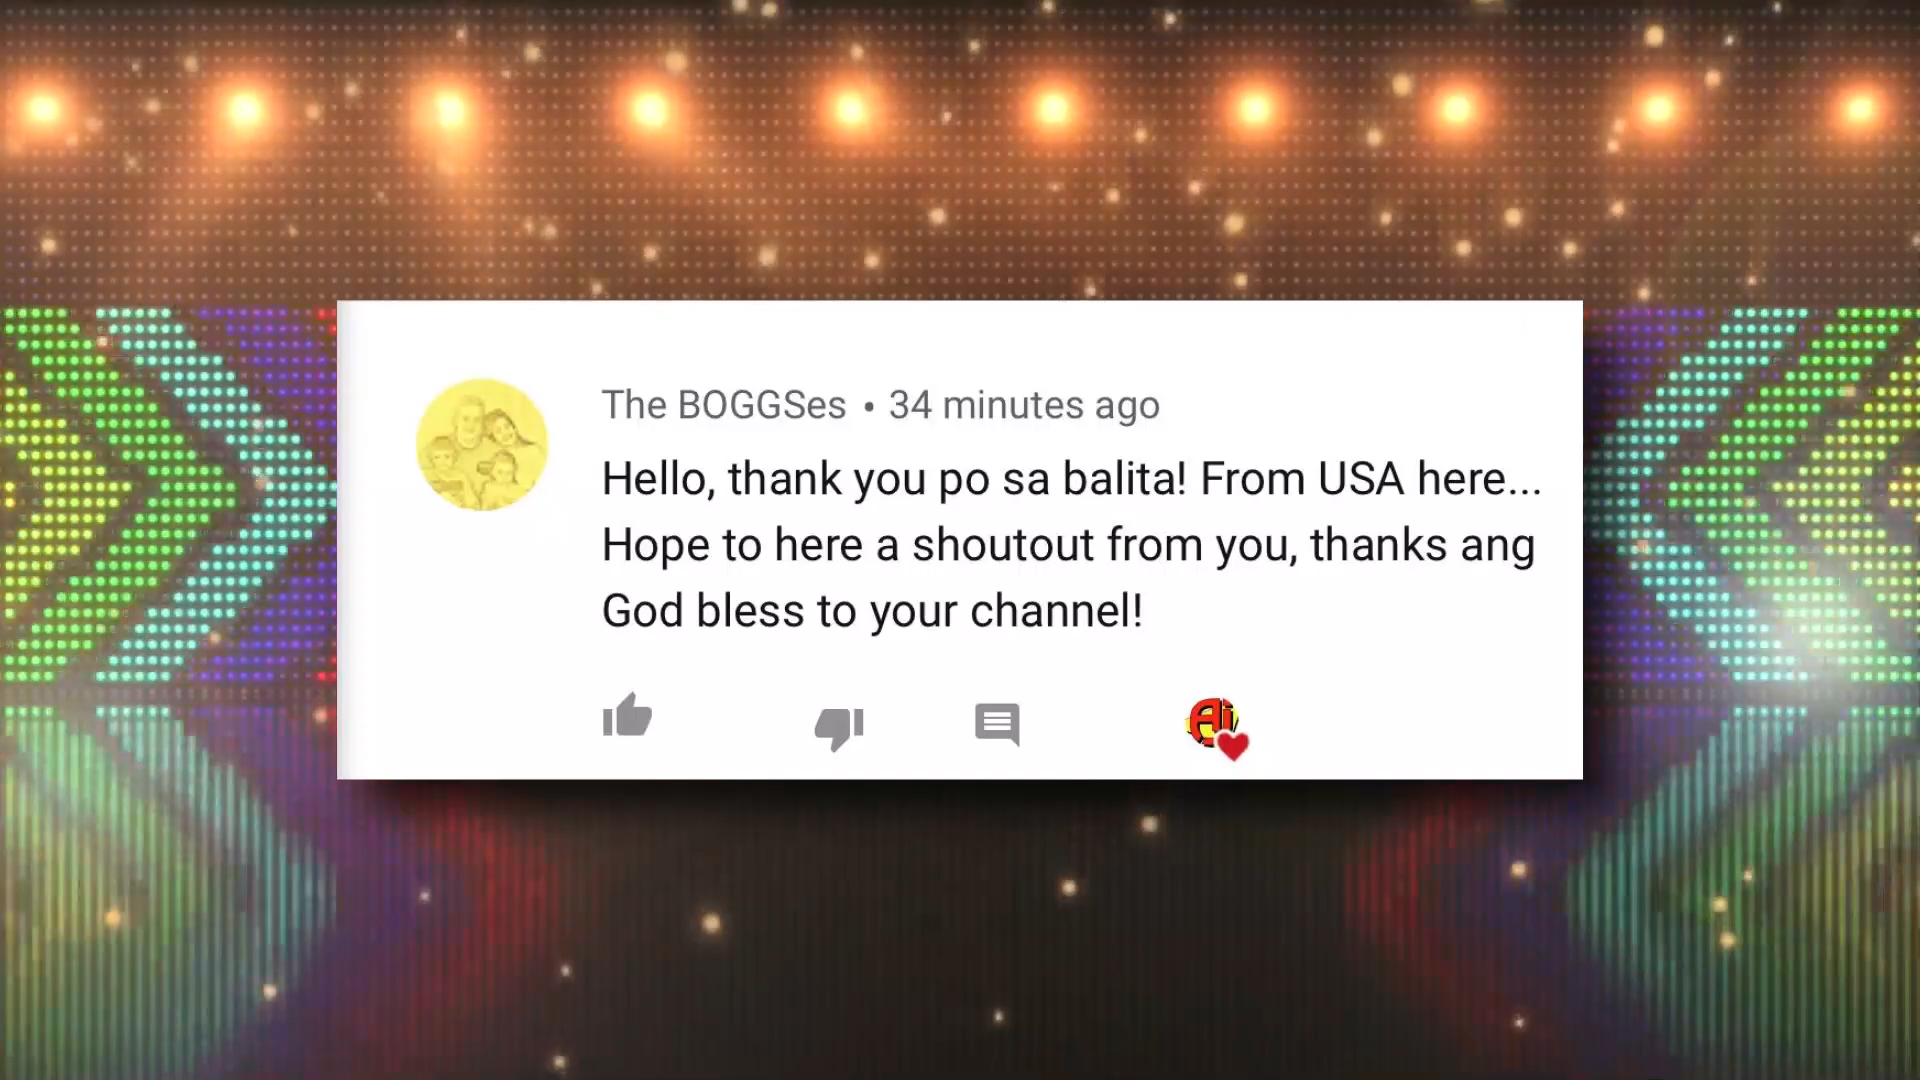 The BOGGSes • 34 minutes ago
Hello, thank you po sa balita! From USA here...
Hope to here a shoutout from you, thanks ang
God bless to your channel!
Ai